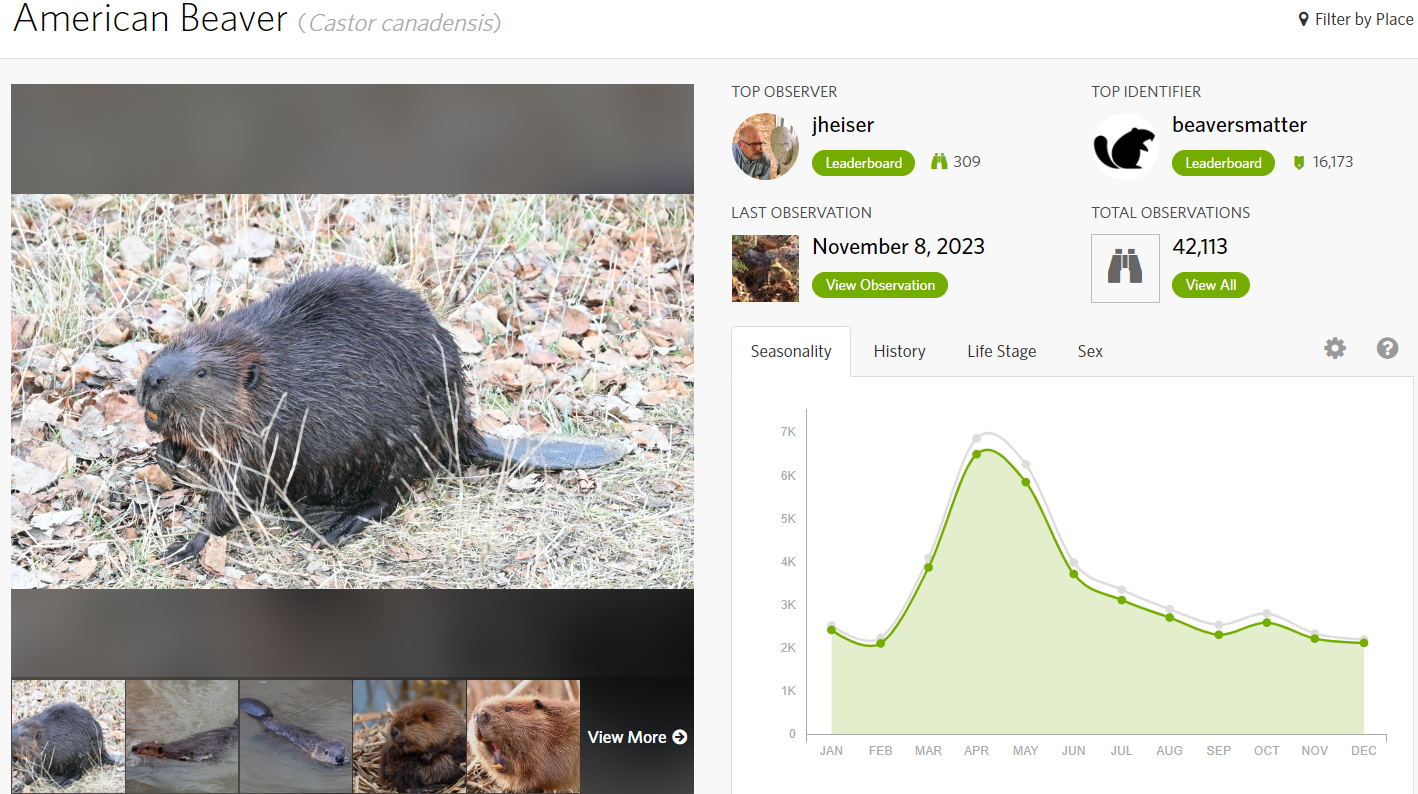 American Beaver (Castor canadensis)
Filter by Place
TOP OBSERVER
jheiser
Leaderboard 309
TOP IDENTIFIER
beaversmatter
Leaderboard 16,173
LAST OBSERVATION
November 8, 2023
View Observation
TOTAL OBSERVATIONS
42,113
View All
Seasonality History Life Stage Sex
?
7K
6K
5K
4K
3K
2K
1K
0
JAN FEB MAR APR MAY JUN JUL AUG SEP OCT NOV DEC
View More